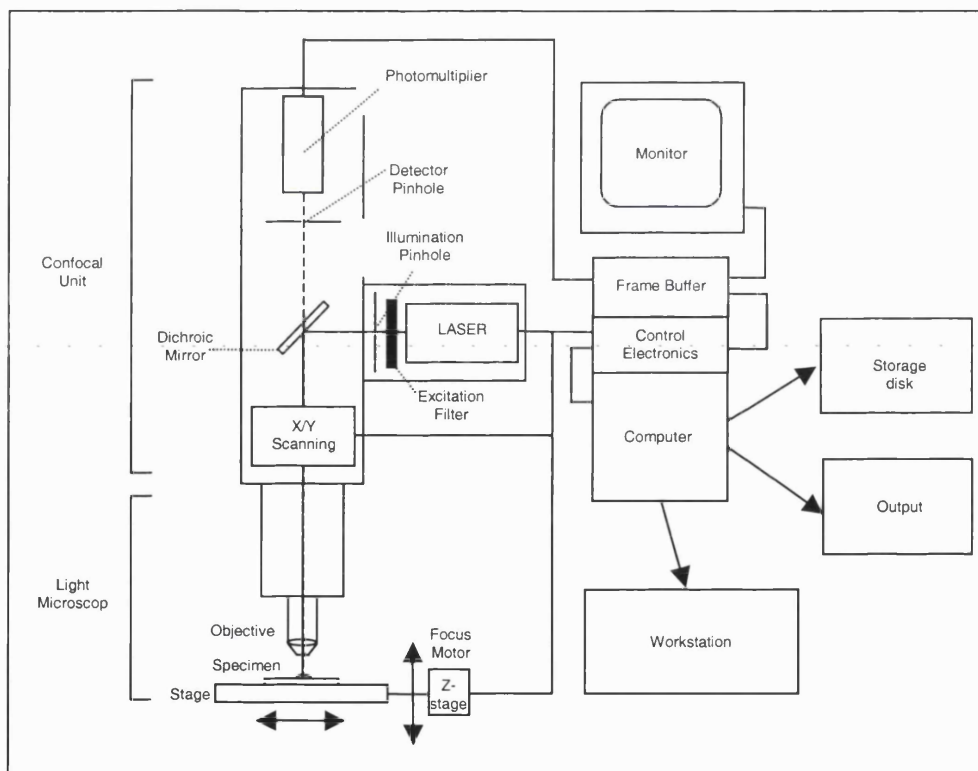 Photomultiplier
Detector
Pinhole
Illumination
Pinhole
Monitor
Confocal
Unit
Frame Buffer
LASER
Control
Electronics
Dichroic
Mirror
Storage
disk
Excitation
Filter
X/Y
Scanning
Computer
Output
Light
Microscop
Objective
Focus
Motor
Workstation
Specimen
Stage
Z-
stage